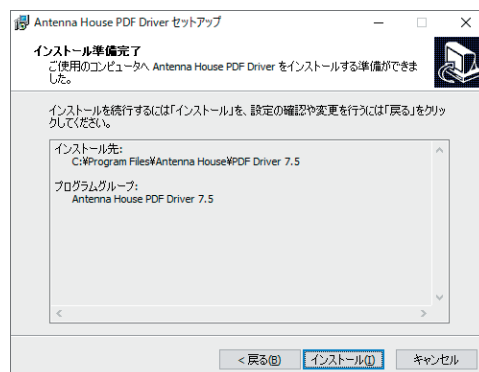 Antenna House PDF Driver セットアップ
インストール準備完了
ご使用のコンピュータへ Antenna House PDF Driver をインストールする準備ができま
した。
インストールを続行するには「インストール」を、設定の確認や変更を行うには「戻る」をクリッ
クしてください。
インストール先:
C:¥Program Files¥Antenna House¥PDF Driver 7.5
プログラムグループ:
Antenna House PDF Driver 7.5
< 戻る(B)
インストール(I)
キャンセル